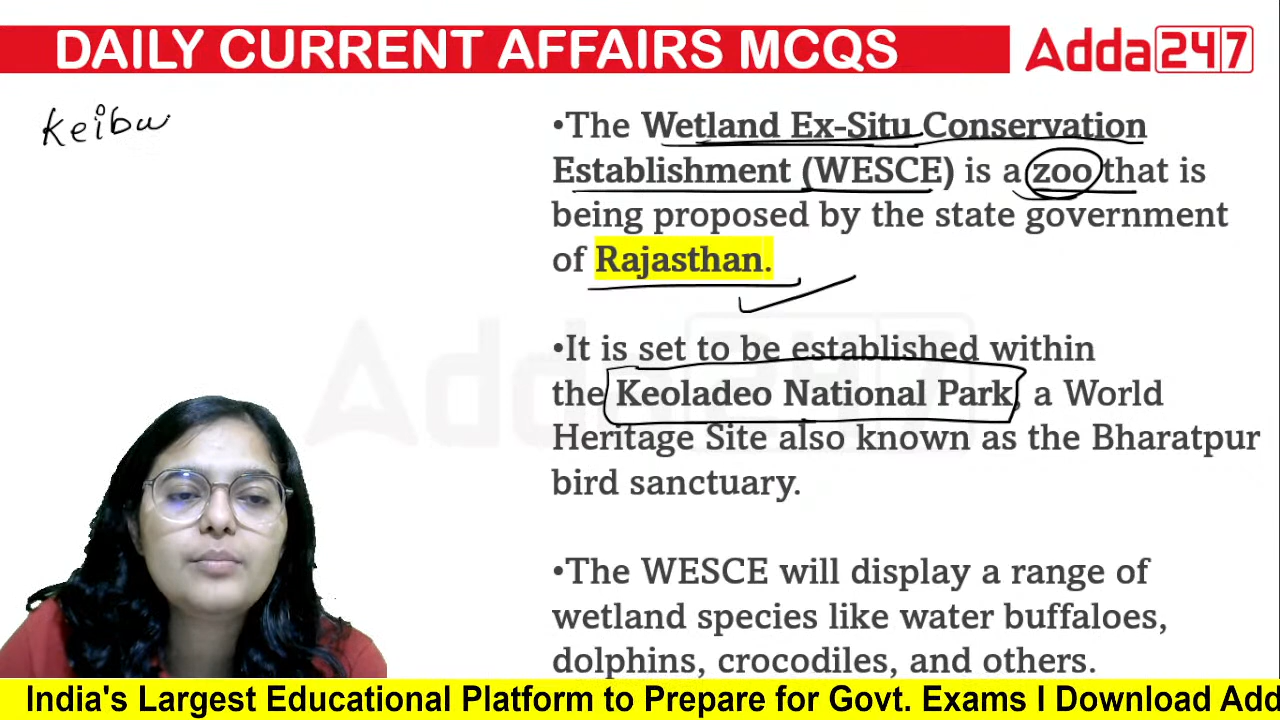 DAILY CURRENT AFFAIRS MCQS
Adda247
keibu
•The Wetland Ex-Situ Conservation
Establishment (WESCE) is a zoo that is
being proposed by the state government
of Rajasthan.
•It is set to be established within
the Keoladeo National Park, a World
Heritage Site also known as the Bharatpur
bird sanctuary.
•The WESCE will display a range of
wetland species like water buffaloes,
dolphins, crocodiles, and others.
Adda247
India's Largest Educational Platform to Prepare for Govt. Exams I Download Add